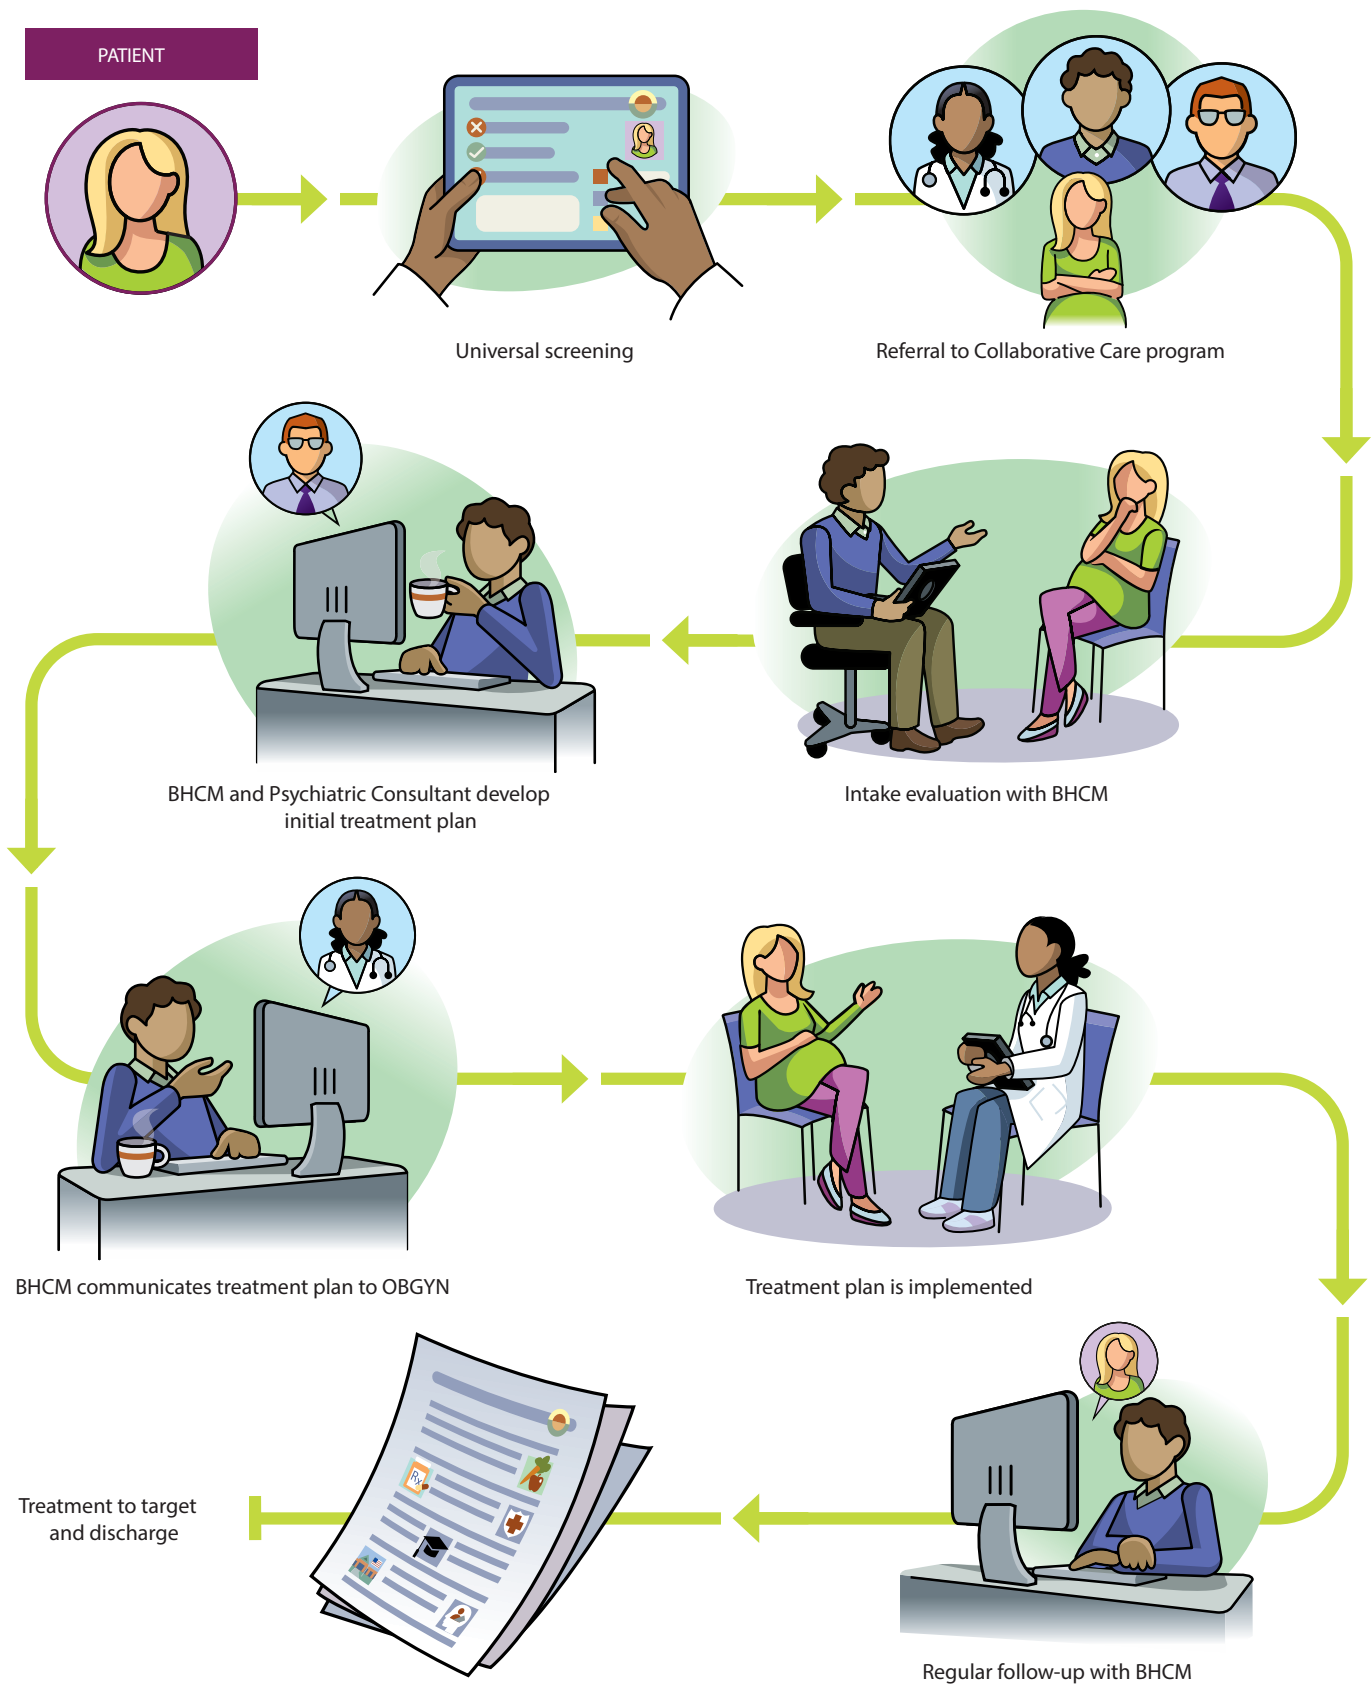 PATIENT
Universal screening
Referral to Collaborative Care program
Intake evaluation with BHCM
BHCM and Psychiatric Consultant develop
initial treatment plan
BHCM communicates treatment plan to OBGYN
Treatment plan is implemented
Regular follow-up with BHCM
Rx
Treatment to target
and discharge